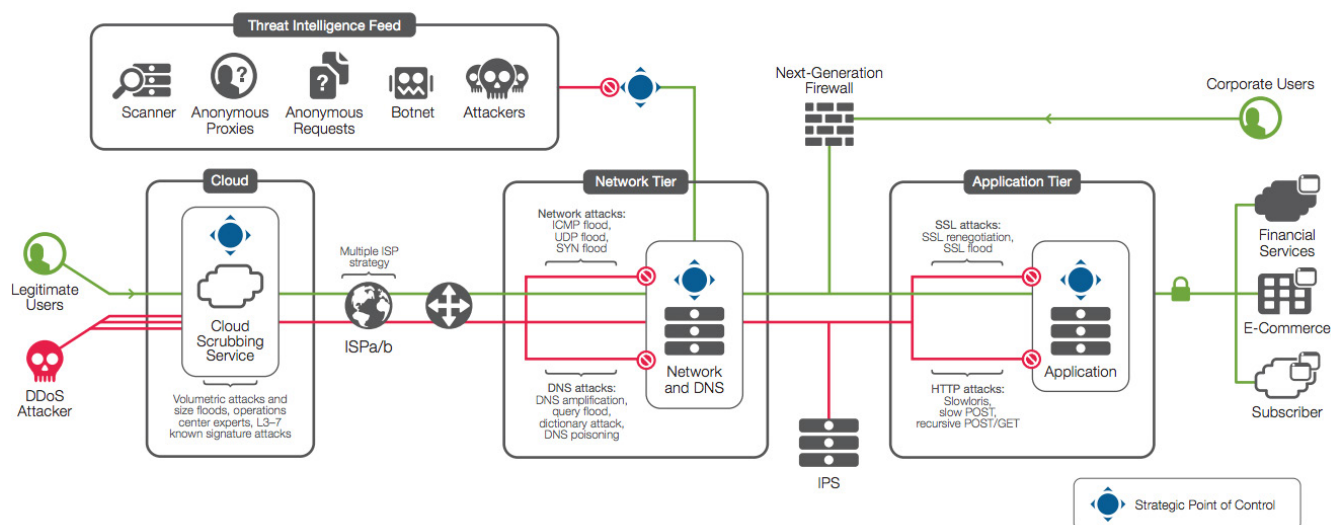 Threat Intelligence Feed
Scanner
Anonymous
Proxies
Anonymous
Requests
Botnet
Attackers
Next-Generation
Firewall
Corporate Users
Cloud
Network Tier
Application Tier
Legitimate
Users
DDoS
Attacker
Cloud
Scrubbing
Service
Volumetric attacks and
size floods, operations
center experts, L3–7
known signature attacks
Multiple ISP
strategy
ISPa/b
Network attacks:
ICMP flood,
UDP flood,
SYN flood
DNS attacks:
DNS amplification,
query flood,
dictionary attack,
DNS poisoning
Network
and DNS
IPS
SSL attacks:
SSL renegotiation,
SSL flood
HTTP attacks:
Slowloris,
slow POST,
recursive POST/GET
Application
Financial
Services
E-Commerce
Subscriber
Strategic Point of Control